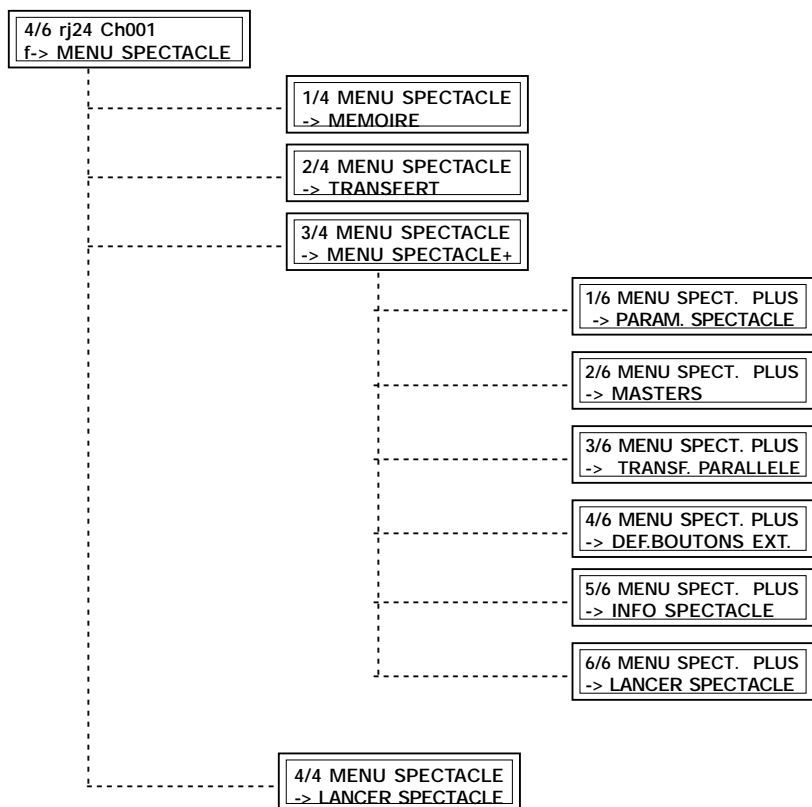 4/6 rj24 Ch001
f-> MENU SPECTACLE
1/4 MENU SPECTACLE
-> MEMOIRE
2/4 MENU SPECTACLE
-> TRANSFERT
3/4 MENU SPECTACLE
-> MENU SPECTACLE+
1/6 MENU SPECT. PLUS
-> PARAM. SPECTACLE
2/6 MENU SPECT. PLUS
-> MASTERS
3/6 MENU SPECT. PLUS
-> TRANSF. PARALLELE
4/6 MENU SPECT. PLUS
-> DEF.BOUTONS EXT.
5/6 MENU SPECT. PLUS
-> INFO SPECTACLE
6/6 MENU SPECT. PLUS
-> LANCER SPECTACLE
4/4 MENU SPECTACLE
-> LANCER SPECTACLE